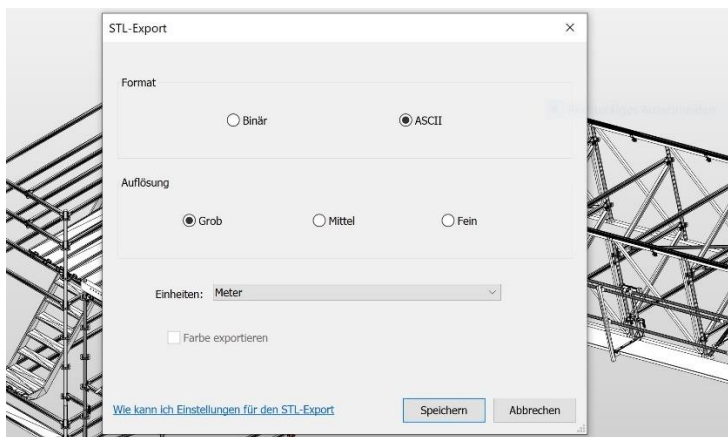 STL-Export
Format
Binär
ASCII
Auflösung
Grob
Mittel
Fein
Einheiten:
Meter
Farbe exportieren
Wie kann ich Einstellungen für den STL-Export
Speichern
Abbrechen